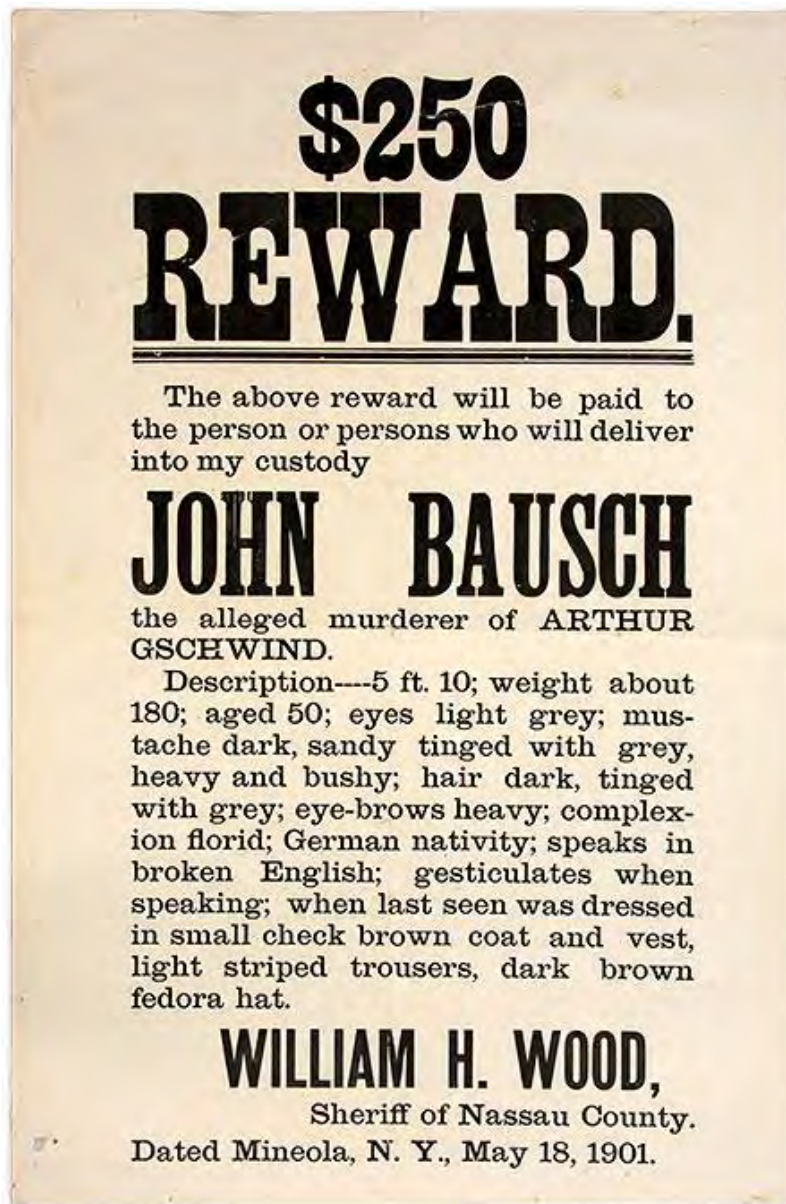 $250
REWARD.
The above reward will be paid to
the person or persons who will deliver
into my custody
JOHN BAUSCH
the alleged murderer of ARTHUR
GSCHWIND.
Description----5 ft. 10; weight about
180; aged 50; eyes light grey; mus-
tache dark, sandy tinged with grey,
heavy and bushy; hair dark, tinged
with grey; eye-brows heavy; complex-
ion florid; German nativity; speaks in
broken English; gesticulates when
speaking; when last seen was dressed
in small check brown coat and vest,
light striped trousers, dark brown
fedora hat.
WILLIAM H. WOOD,
Sheriff of Nassau County.
Dated Mineola, N. Y., May 18, 1901.